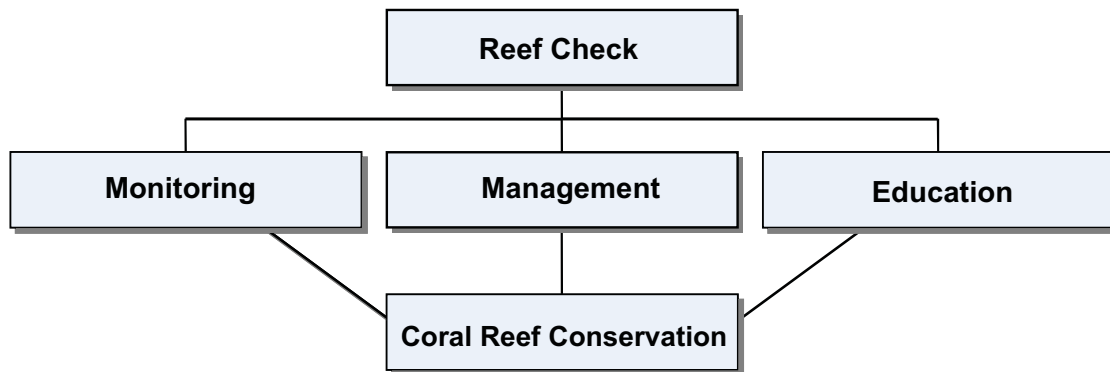 Reef Check
Monitoring
Management
Education
Coral Reef Conservation